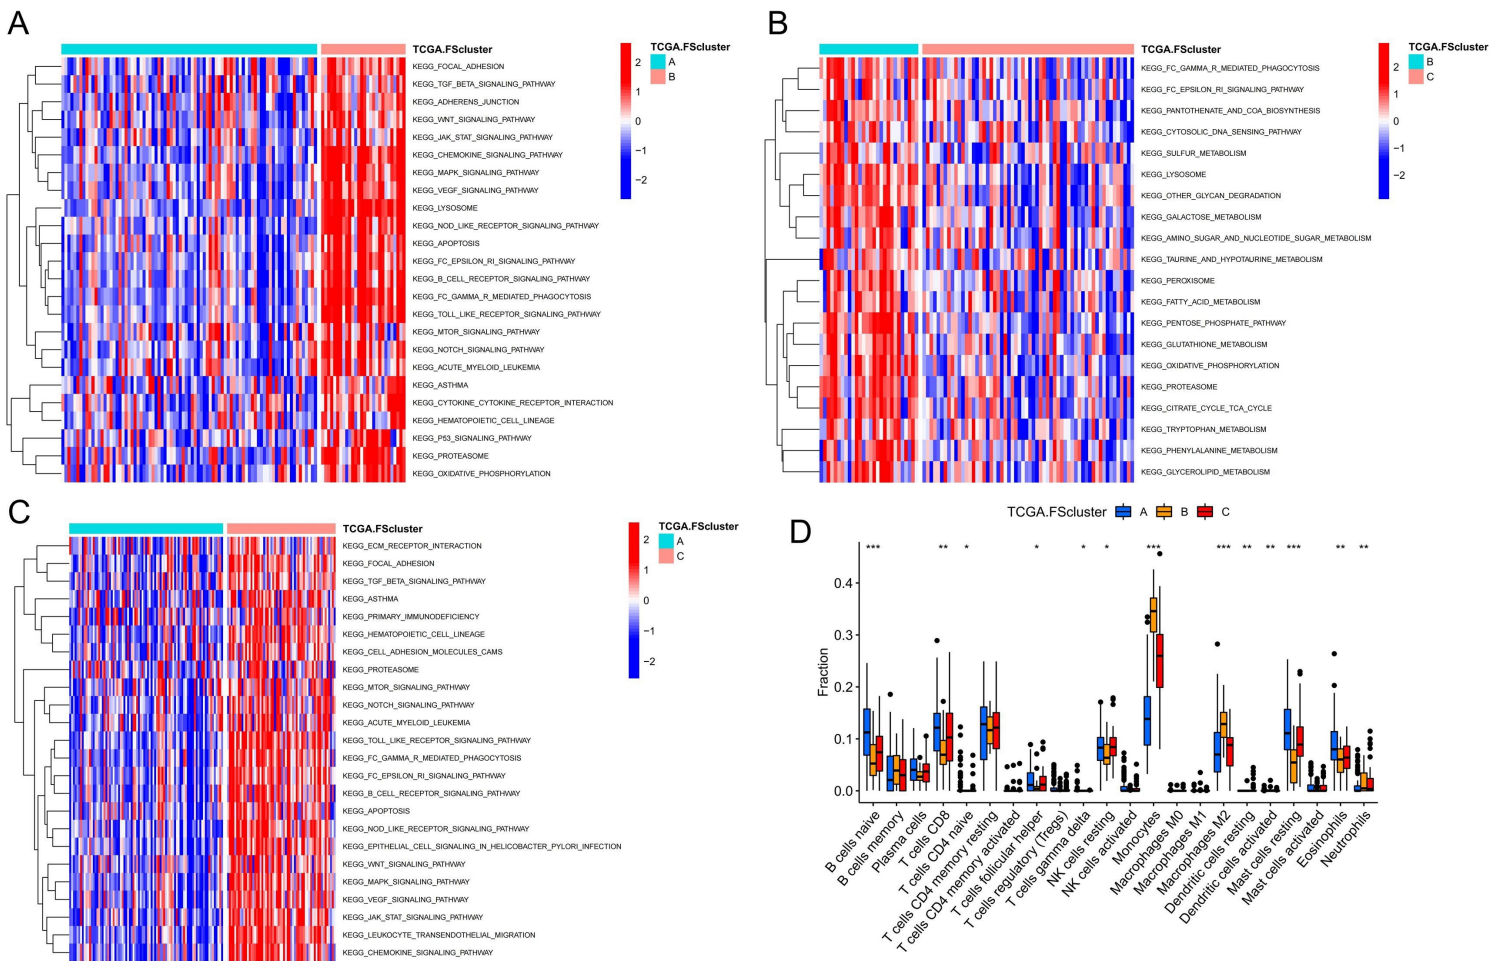 A
TCGA.FScluster
KEGG_FOCAL_ADHESION
KEGG_TGF_BETA_SIGNALING_PATHWAY
KEGG_ADHERENS_JUNCTION
KEGG_WNT_SIGNALING_PATHWAY
KEGG_JAK_STAT_SIGNALING_PATHWAY
KEGG_CHEMOKINE_SIGNALING_PATHWAY
KEGG_MAPK_SIGNALING_PATHWAY
KEGG_VEGF_SIGNALING_PATHWAY
KEGG_LYSOSOME
KEGG_NOD_LIKE_RECEPTOR_SIGNALING_PATHWAY
KEGG_APOPTOSIS
KEGG_FC_EPSILON_RI_SIGNALING_PATHWAY
KEGG_B_CELL_RECEPTOR_SIGNALING_PATHWAY
KEGG_FC_GAMMA_R_MEDIATED_PHAGOCYTOSIS
KEGG_TOLL_LIKE_RECEPTOR_SIGNALING_PATHWAY
KEGG_MTOR_SIGNALING_PATHWAY
KEGG_NOTCH_SIGNALING_PATHWAY
KEGG_ACUTE_MYELOID_LEUKEMIA
KEGG_ASTHMA
KEGG_CYTOKINE_CYTOKINE_RECEPTOR_INTERACTION
KEGG_HEMATOPOIETIC_CELL_LINEAGE
KEGG_P53_SIGNALING_PATHWAY
KEGG_PROTEASOME
KEGG_OXIDATIVE_PHOSPHORYLATION
2
1
0
−1
−2
TCGA.FScluster
A
B
B
TCGA.FScluster
KEGG_FC_GAMMA_R_MEDIATED_PHAGOCYTOSIS
KEGG_FC_EPSILON_RI_SIGNALING_PATHWAY
KEGG_PANTOTHENATE_AND_COA_BIOSYNTHESIS
KEGG_CYTOSOLIC_DNA_SENSING_PATHWAY
KEGG_SULFUR_METABOLISM
KEGG_LYSOSOME
KEGG_OTHER_GLYCAN_DEGRADATION
KEGG_GALACTOSE_METABOLISM
KEGG_AMINO_SUGAR_AND_NUCLEOTIDE_SUGAR_METABOLISM
KEGG_TAURINE_AND_HYPOTAURINE_METABOLISM
KEGG_PEROXISOME
KEGG_FATTY_ACID_METABOLISM
KEGG_PENTOSE_PHOSPHATE_PATHWAY
KEGG_GLUTATHIONE_METABOLISM
KEGG_OXIDATIVE_PHOSPHORYLATION
KEGG_PROTEASOME
KEGG_CITRATE_CYCLE_TCA_CYCLE
KEGG_TRYPTOPHAN_METABOLISM
KEGG_PHENYLALANINE_METABOLISM
KEGG_GLYCEROLIPID_METABOLISM
2
1
0
−1
−2
TCGA.FScluster
B
C
C
TCGA.FScluster
KEGG_ECM_RECEPTOR_INTERACTION
KEGG_FOCAL_ADHESION
KEGG_TGF_BETA_SIGNALING_PATHWAY
KEGG_ASTHMA
KEGG_PRIMARY_IMMUNODEFICIENCY
KEGG_HEMATOPOIETIC_CELL_LINEAGE
KEGG_CELL_ADHESION_MOLECULES_CAMS
KEGG_PROTEASOME
KEGG_MTOR_SIGNALING_PATHWAY
KEGG_NOTCH_SIGNALING_PATHWAY
KEGG_ACUTE_MYELOID_LEUKEMIA
KEGG_TOLL_LIKE_RECEPTOR_SIGNALING_PATHWAY
KEGG_FC_GAMMA_R_MEDIATED_PHAGOCYTOSIS
KEGG_FC_EPSILON_RI_SIGNALING_PATHWAY
KEGG_B_CELL_RECEPTOR_SIGNALING_PATHWAY
KEGG_APOPTOSIS
KEGG_NOD_LIKE_RECEPTOR_SIGNALING_PATHWAY
KEGG_EPITHELIAL_CELL_SIGNALING_IN_HELICOBACTER_PYLORI_INFECTION
KEGG_WNT_SIGNALING_PATHWAY
KEGG_MAPK_SIGNALING_PATHWAY
KEGG_VEGF_SIGNALING_PATHWAY
KEGG_JAK_STAT_SIGNALING_PATHWAY
KEGG_LEUKOCYTE_TRANSENDOTHELIAL_MIGRATION
KEGG_CHEMOKINE_SIGNALING_PATHWAY
2
1
0
−1
−2
TCGA.FScluster
A
C
D
TCGA.FScluster A B C
*** ** * * * * *** *** ** ** *** ** **
Fraction
0.4
0.3
0.2
0.1
0.0
B cells naive
B cells memory
Plasma cells
T cells CD8
T cells CD4 naive
T cells CD4 memory resting
T cells CD4 memory activated
T cells follicular helper
T cells regulatory (Tregs)
T cells gamma delta
NK cells resting
NK cells activated
Monocytes
Macrophages M0
Macrophages M1
Macrophages M2
Dendritic cells resting
Dendritic cells activated
Mast cells resting
Mast cells activated
Eosinophils
Neutrophils